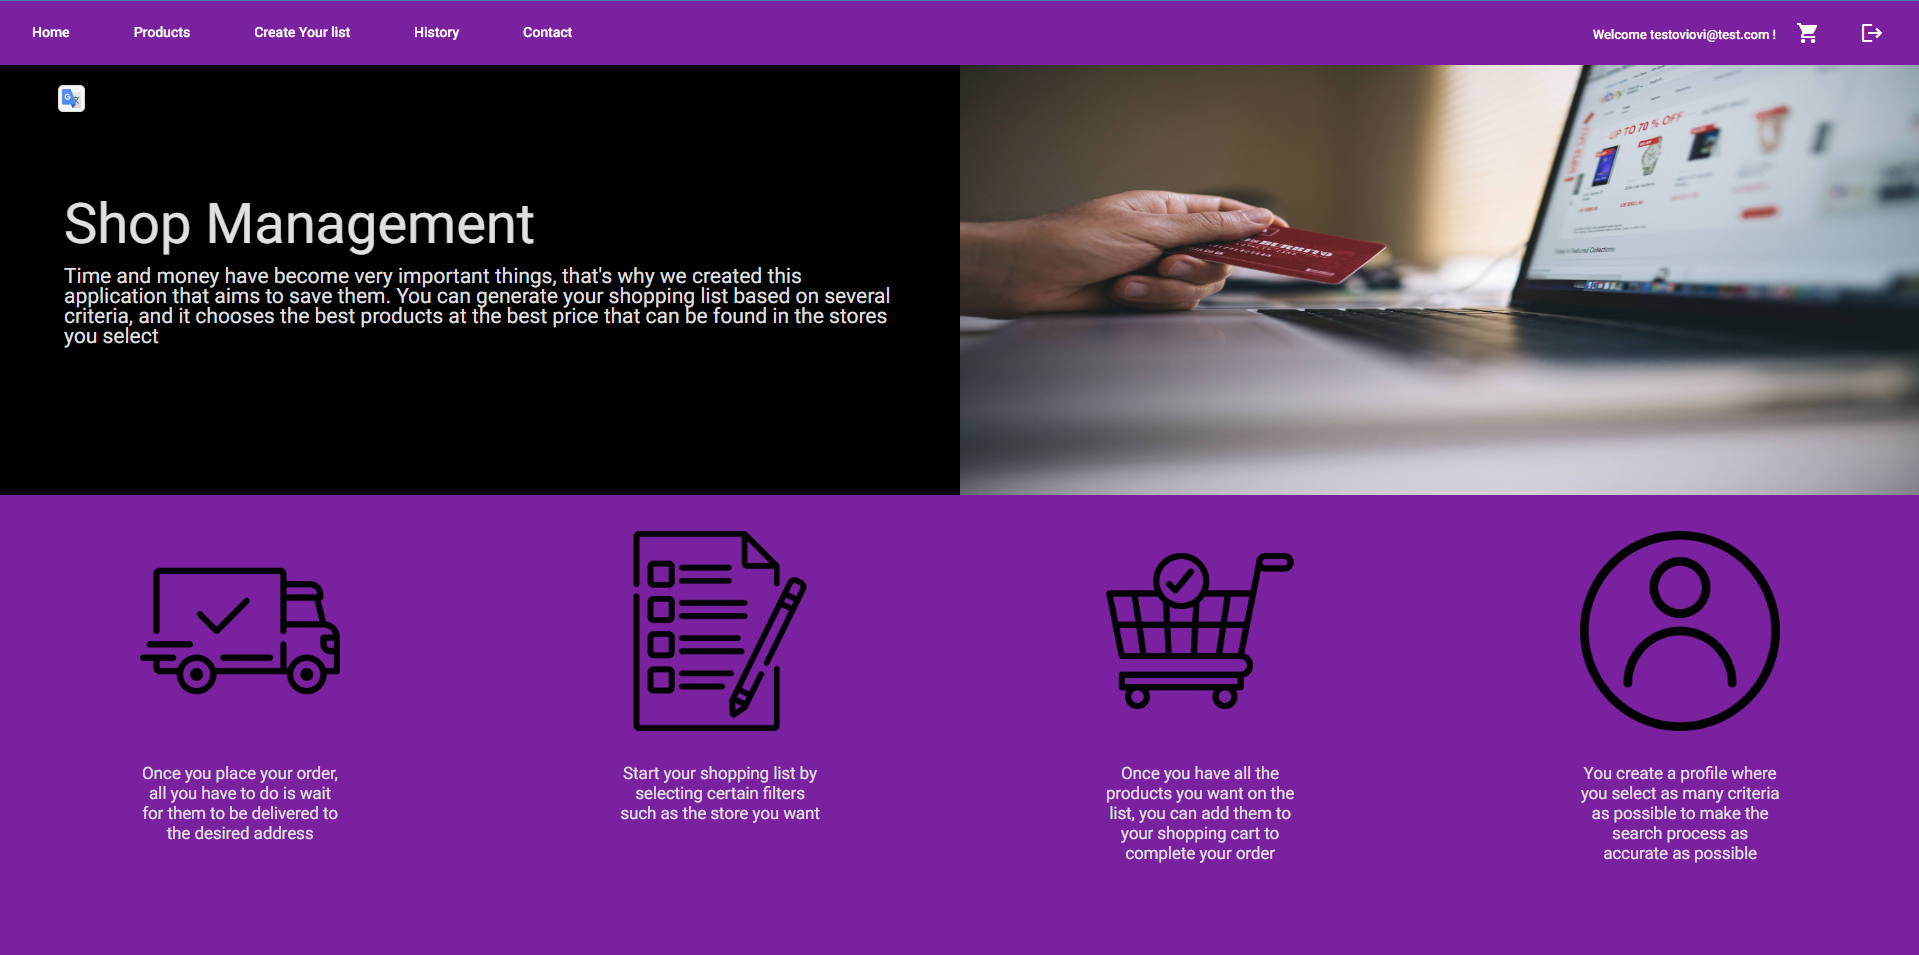 Home
Products
Create Your list
History
Contact
Welcome testoviovi@test.com !
Shop Management
Time and money have become very important things, that's why we created this
application that aims to save them. You can generate your shopping list based on several
criteria, and it chooses the best products at the best price that can be found in the stores
you select
UP TO 70 % OFF
BURRITO
Once you place your order,
all you have to do is wait
for them to be delivered to
the desired address
Start your shopping list by
selecting certain filters
such as the store you want
Once you have all the
products you want on the
list, you can add them to
your shopping cart to
complete your order
You create a profile where
you select as many criteria
as possible to make the
search process as
accurate as possible